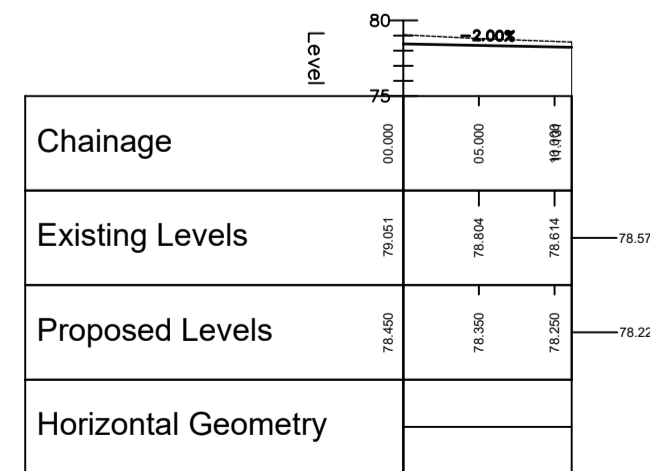 80
-2.00%
Level
75
Chainage 00.000 05.000
Existing Levels 79.051 78.804 78.614 78.57
Proposed Levels 78.450 78.350 78.250 78.22
Horizontal Geometry